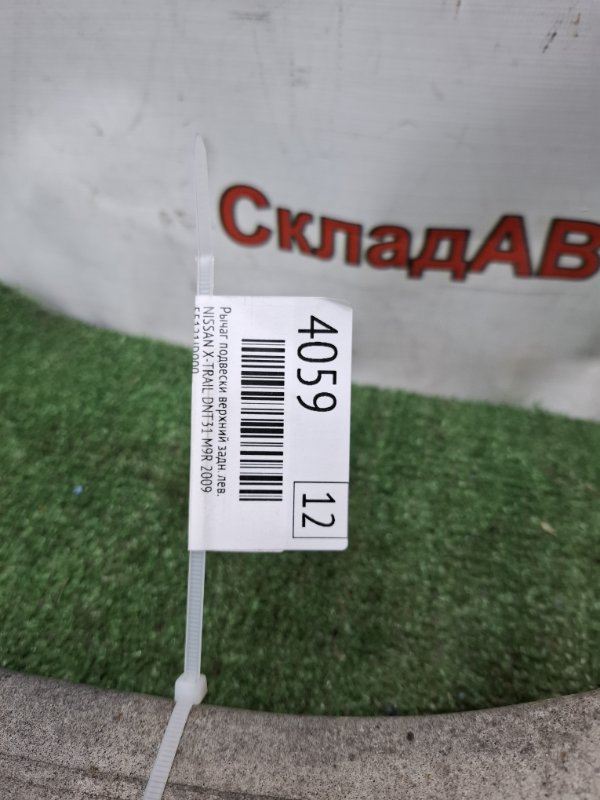 СкладАВ
4059
12
Рычаг подвески верхний задн. лев.
NISSAN X-TRAIL DNT31 M9R 2009